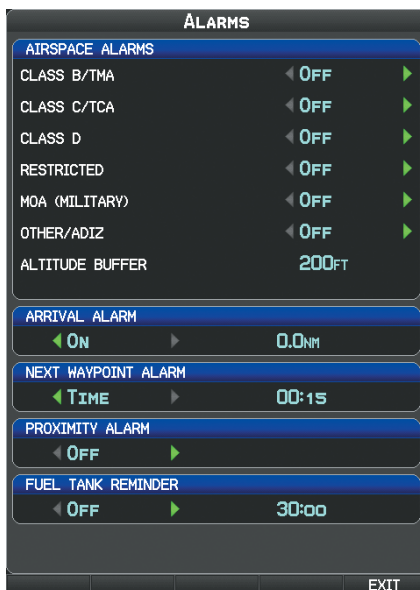 ALARMS
AIRSPACE ALARMS
CLASS B/TMA OFF
CLASS C/TCA OFF
CLASS D OFF
RESTRICTED OFF
MOA (MILITARY) OFF
OTHER/ADIZ OFF
ALTITUDE BUFFER 200FT
ARRIVAL ALARM
ON 0.0NM
NEXT WAYPOINT ALARM
TIME 00:15
PROXIMITY ALARM
OFF
FUEL TANK REMINDER
OFF 30:00
EXIT